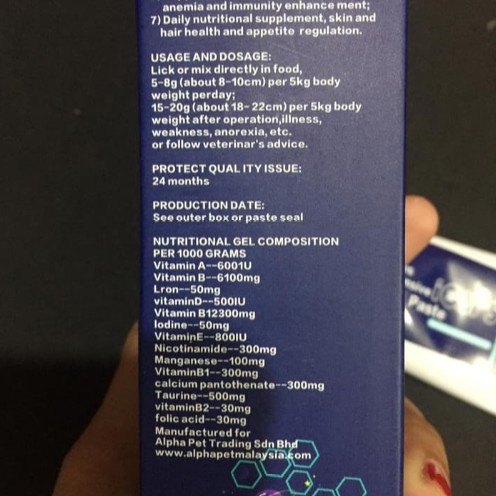 anemia and immunity enhance ment;
7) Daily nutritional supplement, skin and
hair health and appetite regulation.
USAGE AND DOSAGE:
Lick or mix directly in food,
5-8g (about 8-10cm) per 5kg body
weight perday;
15-20g (about 18- 22cm) per 5kg body
weight after operation,illness,
weakness, anorexia, etc.
or follow veterinar's advice.
PROTECT QUAL ITY ISSUE:
24 months
PRODUCTION DATE:
See outer box or paste seal
NUTRITIONAL GEL COMPOSITION
PER 1000 GRAMS
Vitamin A--600IU
Vitamin B--6100mg
Lron--50mg
vitaminD--500IU
Vitamin B12300mg
Iodine--50mg
VitaminE--800IU
Nicotinamide--300mg
Manganese--100mg
VitaminB1--300mg
calcium pantothenate--300mg
Taurine--500mg
vitaminB2--30mg
folic acid--30mg
Manufactured for
Alpha Pet Trading Sdn Bhd
www.alphapetmalaysia.com
Paste